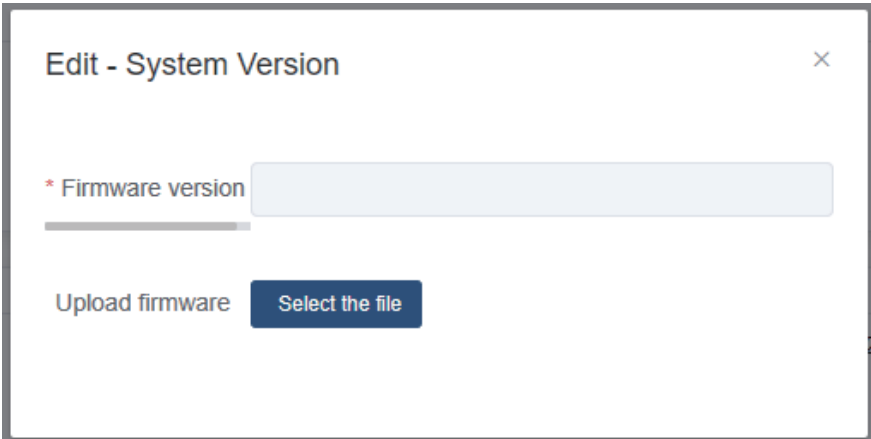 Edit - System Version
* Firmware version
Upload firmware
Select the file